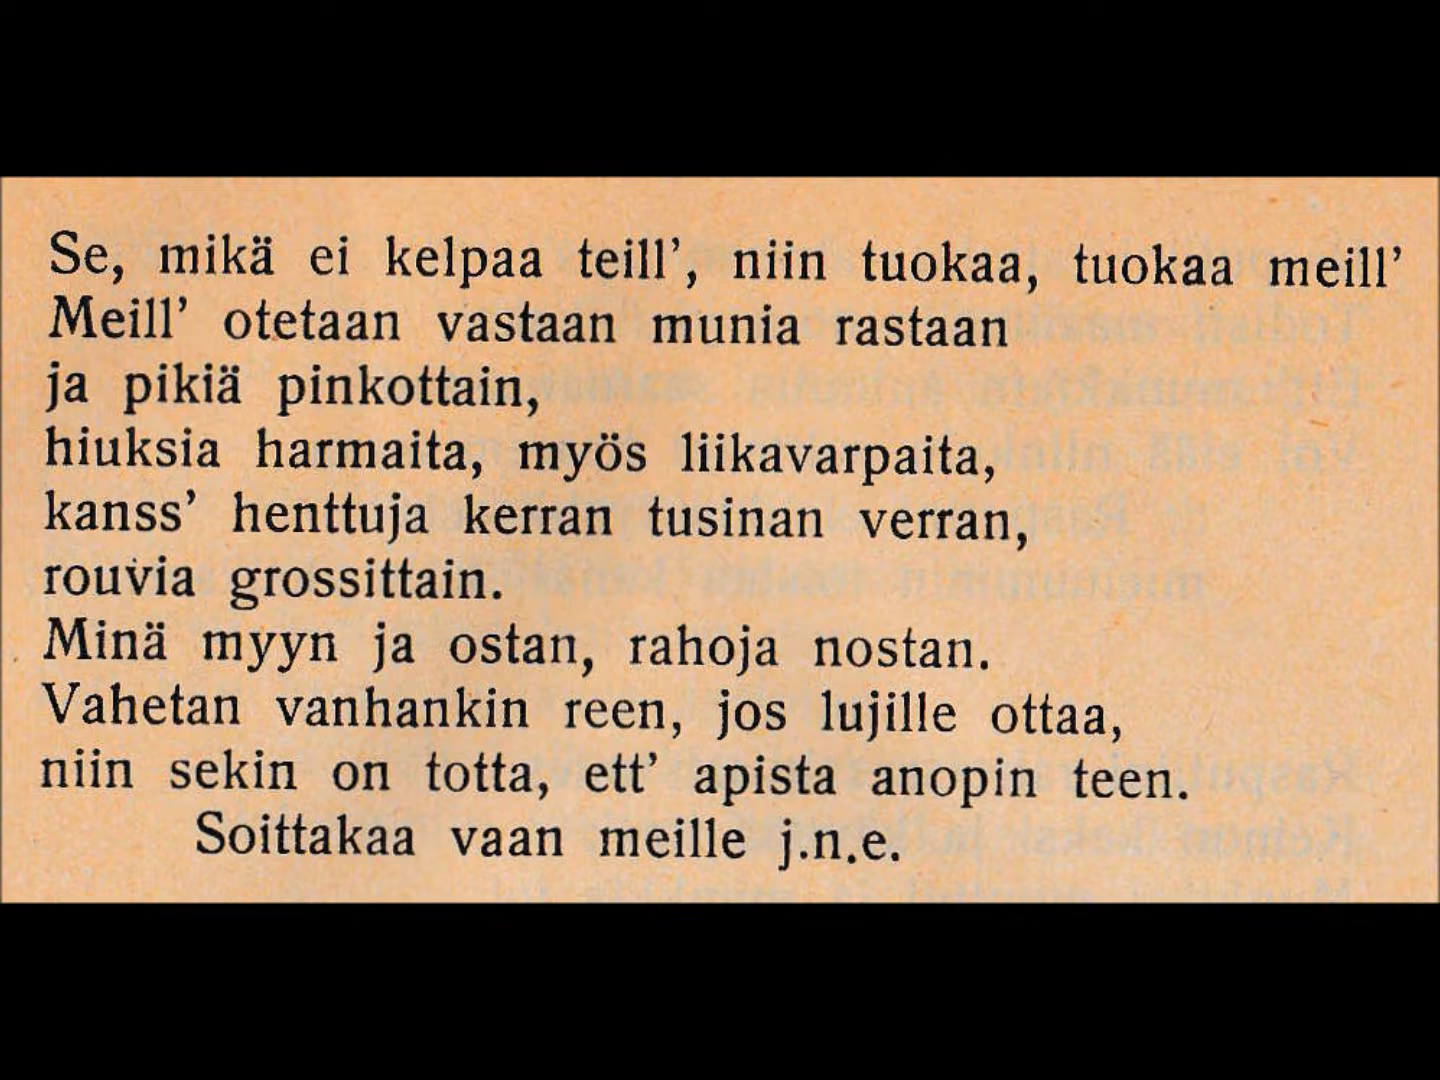 Se, mikä ei kelpaa teill’, niin tuokaa, tuokaa meill’
Meill’ otetaan vastaan munia rastaan
ja pikiä pinkottain,
hiuksia harmaita, myös liikavarpaita,
kanss’ henttuja kerran tusinan verran,
rouvia grossittain.
Minä myyn ja ostan, rahoja nostan.
Vahetan vanhankin reen, jos lujille ottaa,
niin sekin on totta, ett’ apista anopin teen.
Soittakaa vaan meille j.n.e.